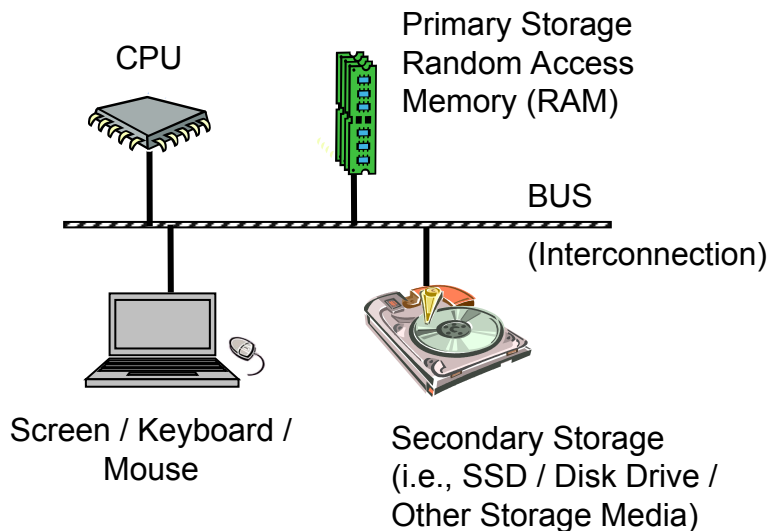 CPU
Primary Storage
Random Access
Memory (RAM)
BUS
(Interconnection)
Screen / Keyboard /
Mouse
Secondary Storage
(i.e., SSD / Disk Drive /
Other Storage Media)